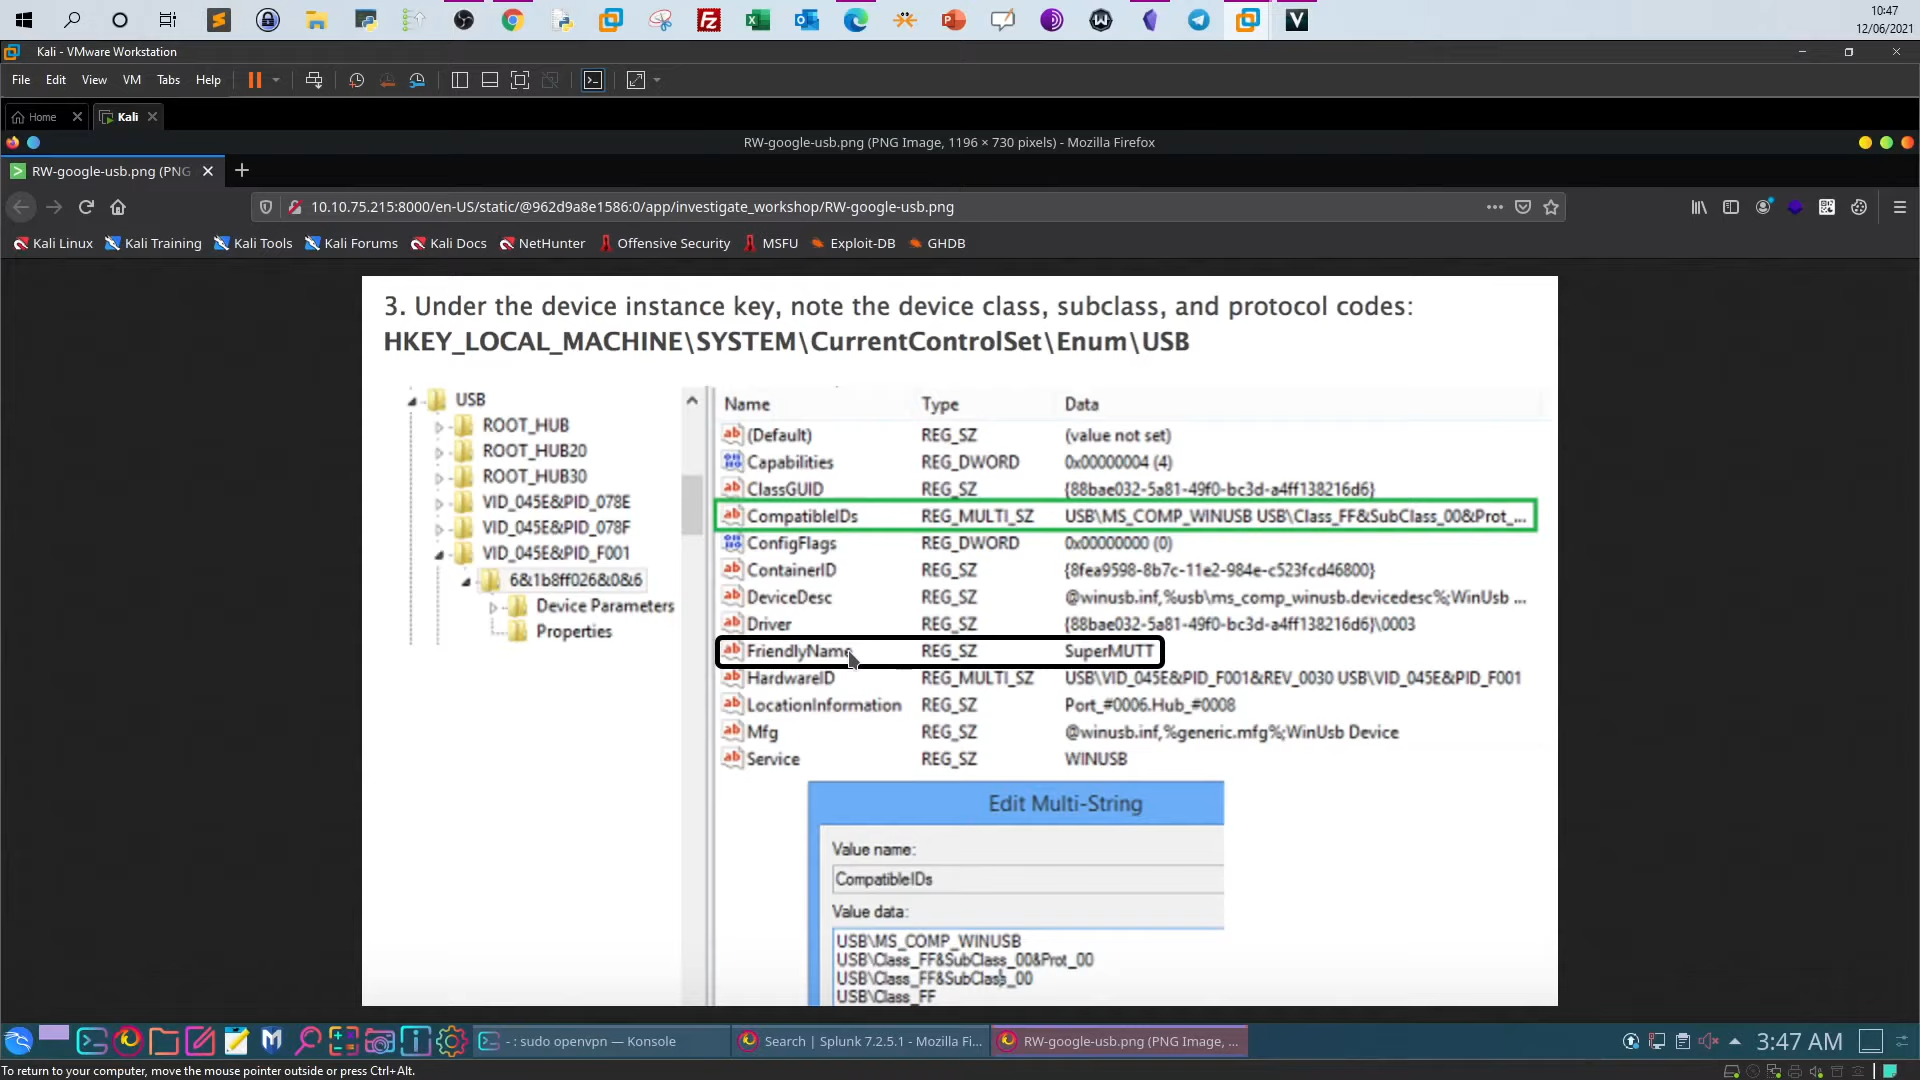 10:47
12/06/2021
Kali - VMware Workstation
File Edit View VM Tabs Help
Home Kali
RW-google-usb.png (PNG Image, 1196 × 730 pixels) - Mozilla Firefox
RW-google-usb.png (PNG
10.10.75.215:8000/en-US/static/@962d9a8e1586:0/app/investigate_workshop/RW-google-usb.png
Kali Linux Kali Training Kali Tools Kali Forums Kali Docs NetHunter Offensive Security MSFU Exploit-DB GHDB
3. Under the device instance key, note the device class, subclass, and protocol codes:
HKEY_LOCAL_MACHINE\SYSTEM\CurrentControlSet\Enum\USB
USB
ROOT_HUB
ROOT_HUB20
ROOT_HUB30
VID_045E&PID_078E
VID_045E&PID_078F
VID_045E&PID_F001
6&1b8ff026&0&6
Device Parameters
Properties
Name Type Data
(Default) REG_SZ (value not set)
Capabilities REG_DWORD 0x00000004 (4)
ClassGUID REG_SZ {88bae032-5a81-49f0-bc3d-a4ff138216d6}
CompatibleIDs REG_MULTI_SZ USB\MS_COMP_WINUSB USB\Class_FF&SubClass_00&Prot_...
ConfigFlags REG_DWORD 0x00000000 (0)
ContainerID REG_SZ {8fea9598-8b7c-11e2-984e-c523fcd46800}
DeviceDesc REG_SZ @winusb.inf,%usb\ms_comp_winusb.devicedesc%;WinUsb ...
Driver REG_SZ {88bae032-5a81-49f0-bc3d-a4ff138216d6}\0003
FriendlyName REG_SZ SuperMUTT
HardwareID REG_MULTI_SZ USB\VID_045E&PID_F001&REV_0030 USB\VID_045E&PID_F001
LocationInformation REG_SZ Port_#0006.Hub_#0008
Mfg REG_SZ @winusb.inf,%generic.mfg%;WinUsb Device
Service REG_SZ WINUSB
Edit Multi-String
Value name:
CompatibleIDs
Value data:
USB\MS_COMP_WINUSB
USB\Class_FF&SubClass_00&Prot_00
USB\Class_FF&SubClass_00
USB\Class_FF
- : sudo openvpn — Konsole
Search | Splunk 7.2.5.1 - Mozilla Fi...
RW-google-usb.png (PNG Image, ...
3:47 AM
To return to your computer, move the mouse pointer outside or press Ctrl+Alt.